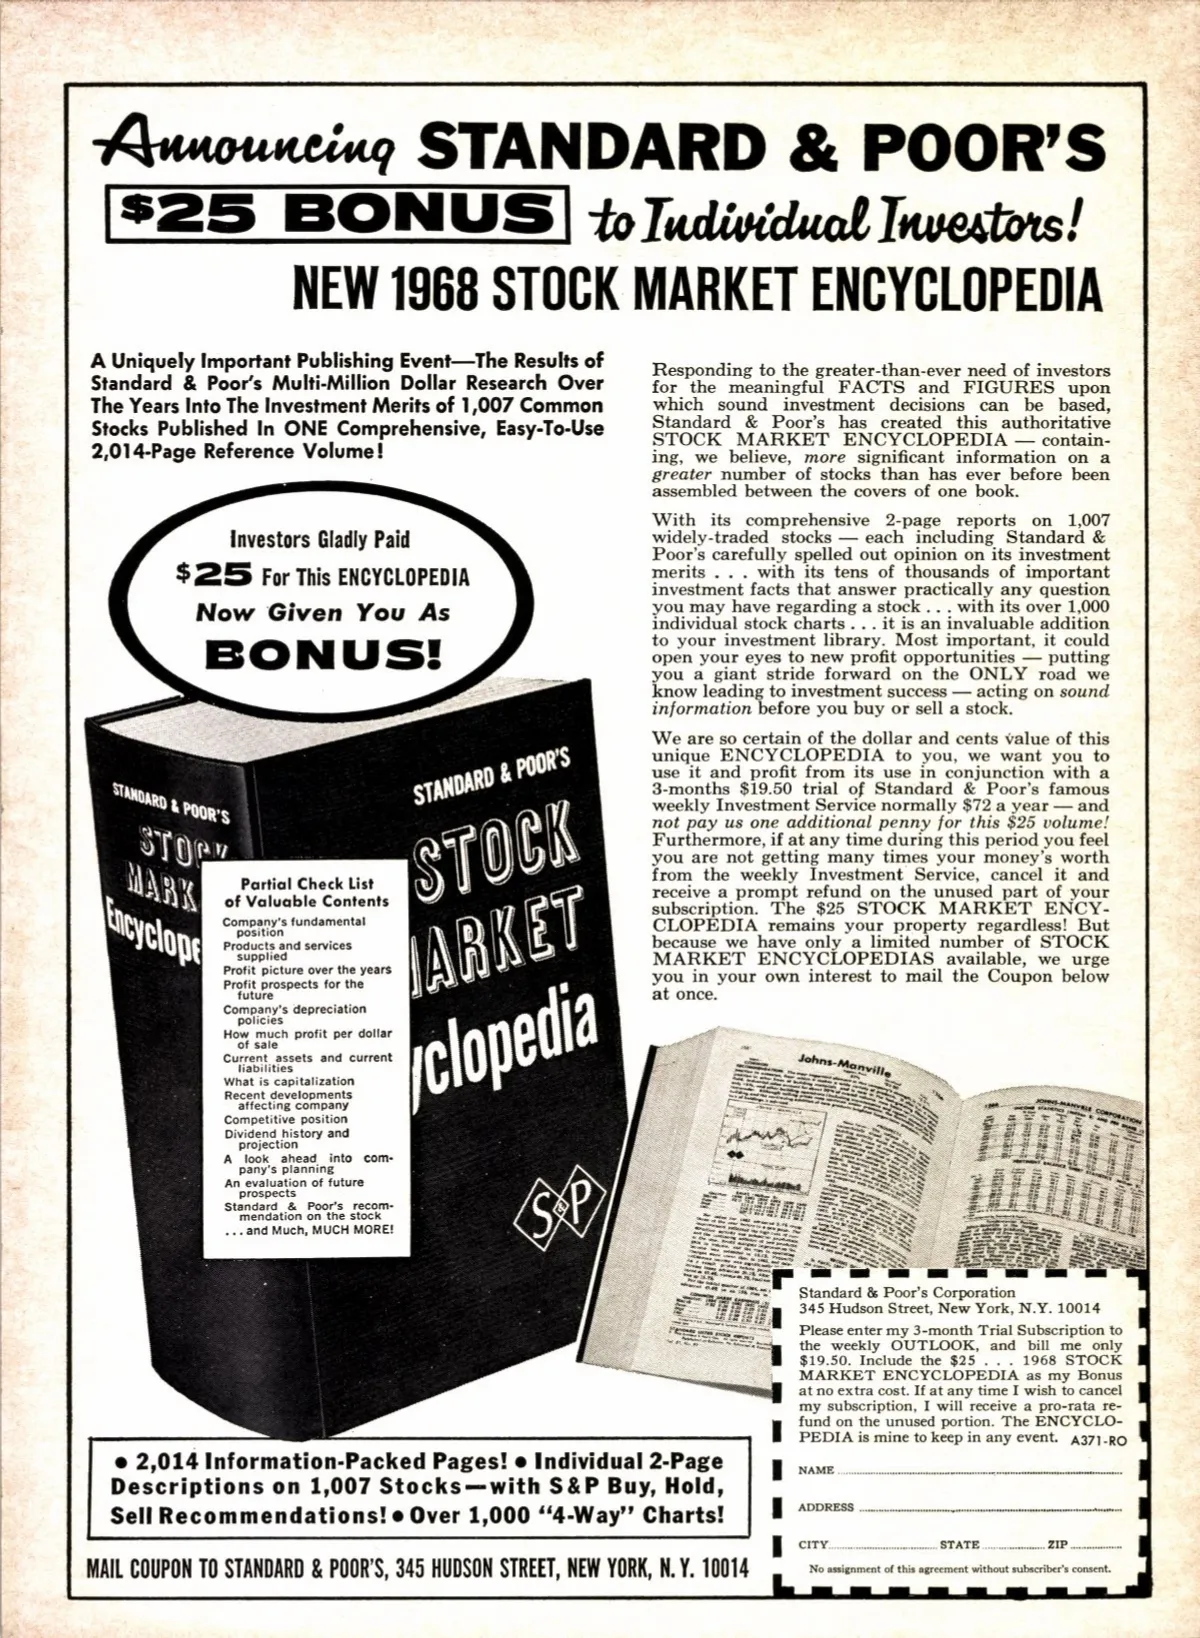 Announcing STANDARD & POOR'S
$25 BONUS to Individual Investors!
NEW 1968 STOCK MARKET ENCYCLOPEDIA
A Uniquely Important Publishing Event—The Results of
Standard & Poor's Multi-Million Dollar Research Over
The Years Into The Investment Merits of 1,007 Common
Stocks Published In ONE Comprehensive, Easy-To-Use
2,014-Page Reference Volume!
Investors Gladly Paid
$25 For This ENCYCLOPEDIA
Now Given You As
BONUS!
STANDARD & POOR'S
STOCK
MARK
Encyclope
STANDARD & POOR'S
STOCK
MARKET
yclopedia
S&P
Partial Check List
of Valuable Contents
Company's fundamental
position
Products and services
supplied
Profit picture over the years
Profit prospects for the
future
Company's depreciation
policies
How much profit per dollar
of sale
Current assets and current
liabilities
What is capitalization
Recent developments
affecting company
Competitive position
Dividend history and
projection
A look ahead into com-
pany's planning
An evaluation of future
prospects
Standard & Poor's recom-
mendation on the stock
...and Much, MUCH MORE!
Responding to the greater-than-ever need of investors
for the meaningful FACTS and FIGURES upon
which sound investment decisions can be based,
Standard & Poor's has created this authoritative
STOCK MARKET ENCYCLOPEDIA — contain-
ing, we believe, more significant information on a
greater number of stocks than has ever before been
assembled between the covers of one book.
With its comprehensive 2-page reports on 1,007
widely-traded stocks — each including Standard &
Poor's carefully spelled out opinion on its investment
merits . . . with its tens of thousands of important
investment facts that answer practically any question
you may have regarding a stock . . . with its over 1,000
individual stock charts . . . it is an invaluable addition
to your investment library. Most important, it could
open your eyes to new profit opportunities — putting
you a giant stride forward on the ONLY road we
know leading to investment success — acting on sound
information before you buy or sell a stock.
We are so certain of the dollar and cents value of this
unique ENCYCLOPEDIA to you, we want you to
use it and profit from its use in conjunction with a
3-months $19.50 trial of Standard & Poor's famous
weekly Investment Service normally $72 a year — and
not pay us one additional penny for this $25 volume!
Furthermore, if at any time during this period you feel
you are not getting many times your money's worth
from the weekly Investment Service, cancel it and
receive a prompt refund on the unused part of your
subscription. The $25 STOCK MARKET ENCY-
CLOPEDIA remains your property regardless! But
because we have only a limited number of STOCK
MARKET ENCYCLOPEDIAS available, we urge
you in your own interest to mail the Coupon below
at once.
Johns-Manville
JOHNS-MANVILLE CORPORATION
Standard & Poor's Corporation
345 Hudson Street, New York, N.Y. 10014
Please enter my 3-month Trial Subscription to
the weekly OUTLOOK, and bill me only
$19.50. Include the $25 . . . 1968 STOCK
MARKET ENCYCLOPEDIA as my Bonus
at no extra cost. If at any time I wish to cancel
my subscription, I will receive a pro-rata re-
fund on the unused portion. The ENCYCLO-
PEDIA is mine to keep in any event. A371-RO
NAME
ADDRESS
CITY STATE ZIP
No assignment of this agreement without subscriber's consent.
• 2,014 Information-Packed Pages! • Individual 2-Page
Descriptions on 1,007 Stocks—with S&P Buy, Hold,
Sell Recommendations! • Over 1,000 "4-Way" Charts!
MAIL COUPON TO STANDARD & POOR'S, 345 HUDSON STREET, NEW YORK, N.Y. 10014